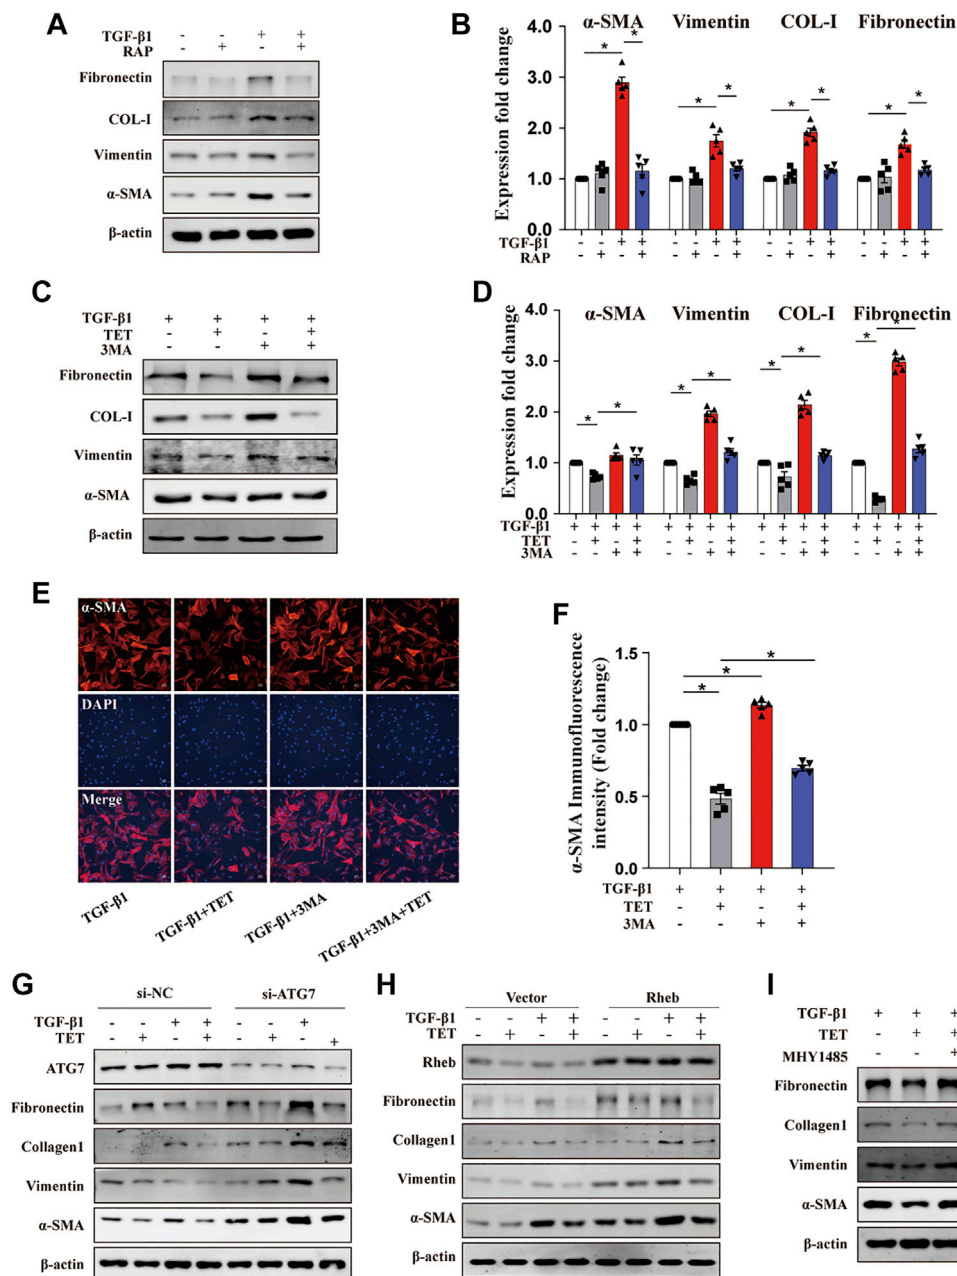 A
TGF-β1 - - + +
RAP - + - +
Fibronectin
COL-I
Vimentin
α-SMA
β-actin
B
α-SMA Vimentin COL-I Fibronectin
Expression fold change
4.0
3.0
2.0
1.0
0.0
* * * * * * * *
TGF-β1 - - + + - - + + - - + + - - + +
RAP - + - + - + - + - + - + - + - +
C
TGF-β1 + + + +
TET - + - +
3MA - - + +
Fibronectin
COL-I
Vimentin
α-SMA
β-actin
D
α-SMA Vimentin COL-I Fibronectin
Expression fold change
4.0
3.0
2.0
1.0
0.0
* * * * * * * *
TGF-β1 + + + + + + + + + + + + + + + +
TET - + - + - + - + - + - + - + - +
3MA - - + + - - + + - - + + - - + +
E
α-SMA
DAPI
Merge
TGF-β1
TGF-β1+TET
TGF-β1+3MA
TGF-β1+3MA+TET
F
α-SMA Immunofluorescence
intensity (Fold change)
1.5
1.0
0.5
0.0
* * *
TGF-β1 + + + +
TET - + - +
3MA - - + +
G
si-NC si-ATG7
TGF-β1 - - + + - - + -
TET - + - + - + - +
ATG7
Fibronectin
Collagen1
Vimentin
α-SMA
β-actin
H
Vector Rheb
TGF-β1 - - + + - - + +
TET - + - + - + - +
Rheb
Fibronectin
Collagen1
Vimentin
α-SMA
β-actin
I
TGF-β1 + + +
TET - + +
MHY1485 - - +
Fibronectin
Collagen1
Vimentin
α-SMA
β-actin